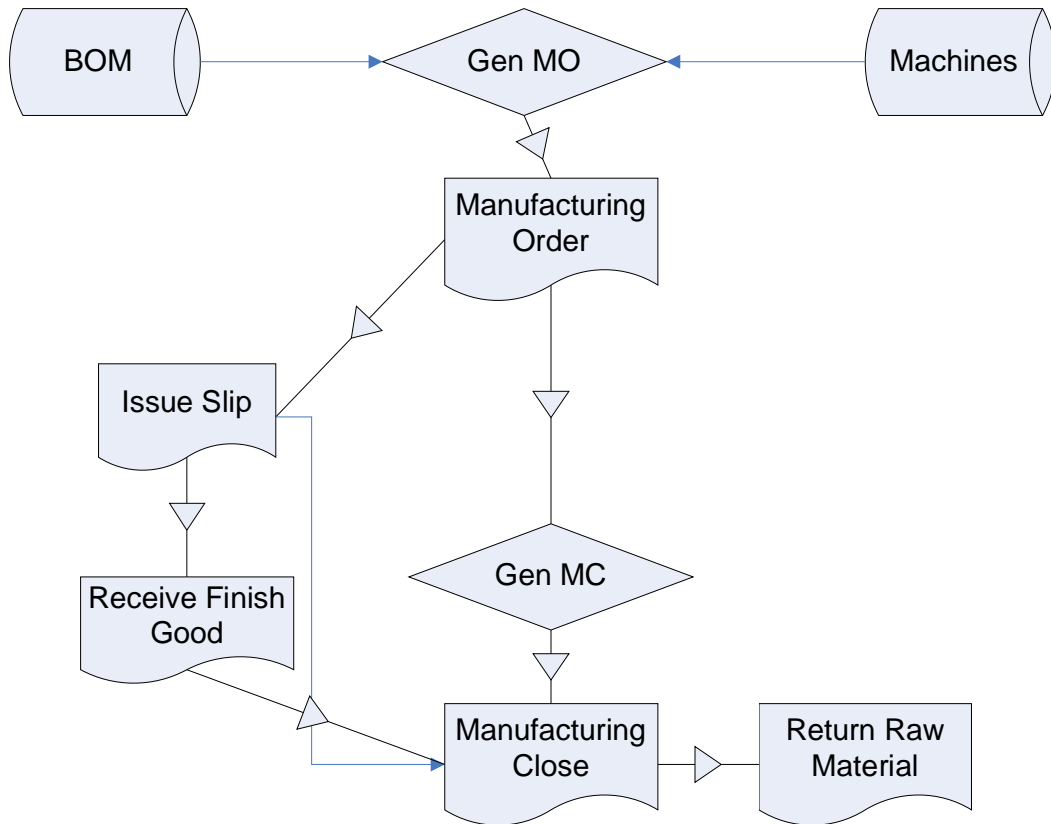 BOM
Gen MO
Machines
Manufacturing
Order
Issue Slip
Gen MC
Receive Finish
Good
Manufacturing
Close
Return Raw
Material